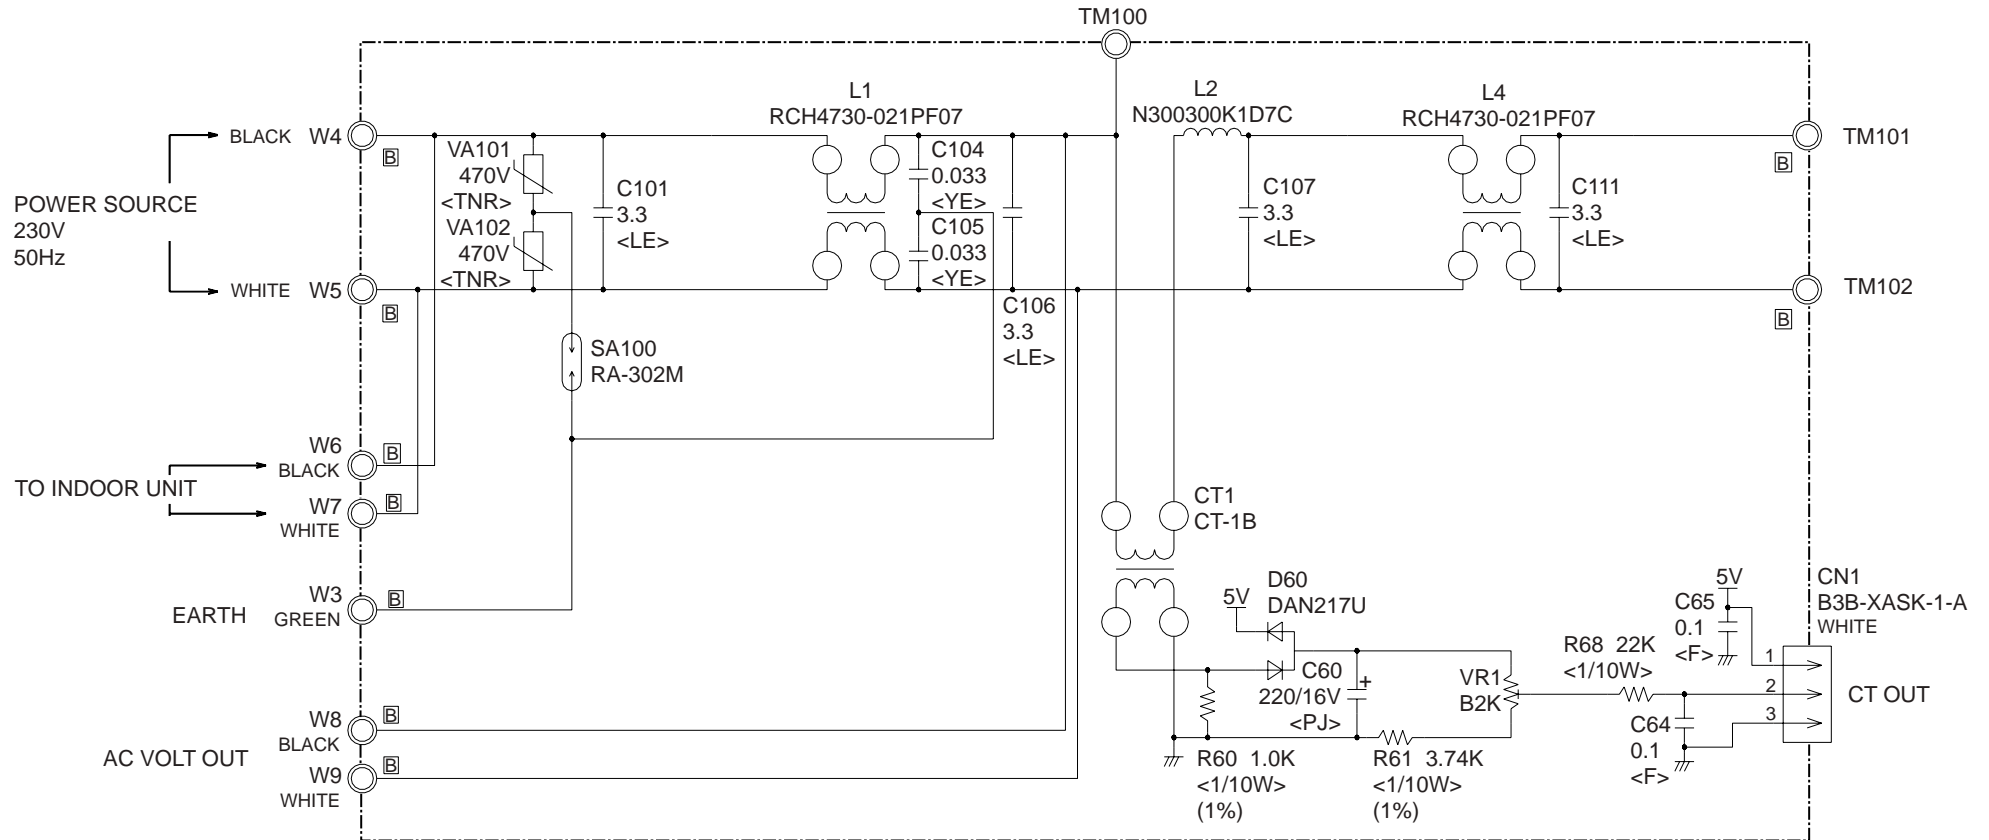 TM100
L1
RCH4730-021PF07
L2
N300300K1D7C
L4
RCH4730-021PF07
POWER SOURCE
230V
50Hz
BLACK W4
B
WHITE W5
B
VA101
470V
<TNR>
VA102
470V
<TNR>
C101
3.3
<LE>
C104
0.033
<YE>
C105
0.033
<YE>
C106
3.3
<LE>
C107
3.3
<LE>
C111
3.3
<LE>
TM101
B
TM102
B
SA100
RA-302M
TO INDOOR UNIT
W6
BLACK
B
W7
WHITE
B
EARTH
W3
GREEN
B
AC VOLT OUT
W8
BLACK
B
W9
WHITE
B
CT1
CT-1B
5V
D60
DAN217U
C60
220/16V
<PJ>
+
R60 1.0K
<1/10W>
(1%)
R61 3.74K
<1/10W>
(1%)
VR1
B2K
R68 22K
<1/10W>
C64
0.1
<F>
5V
C65
0.1
<F>
CN1
B3B-XASK-1-A
WHITE
1
2
3
CT OUT